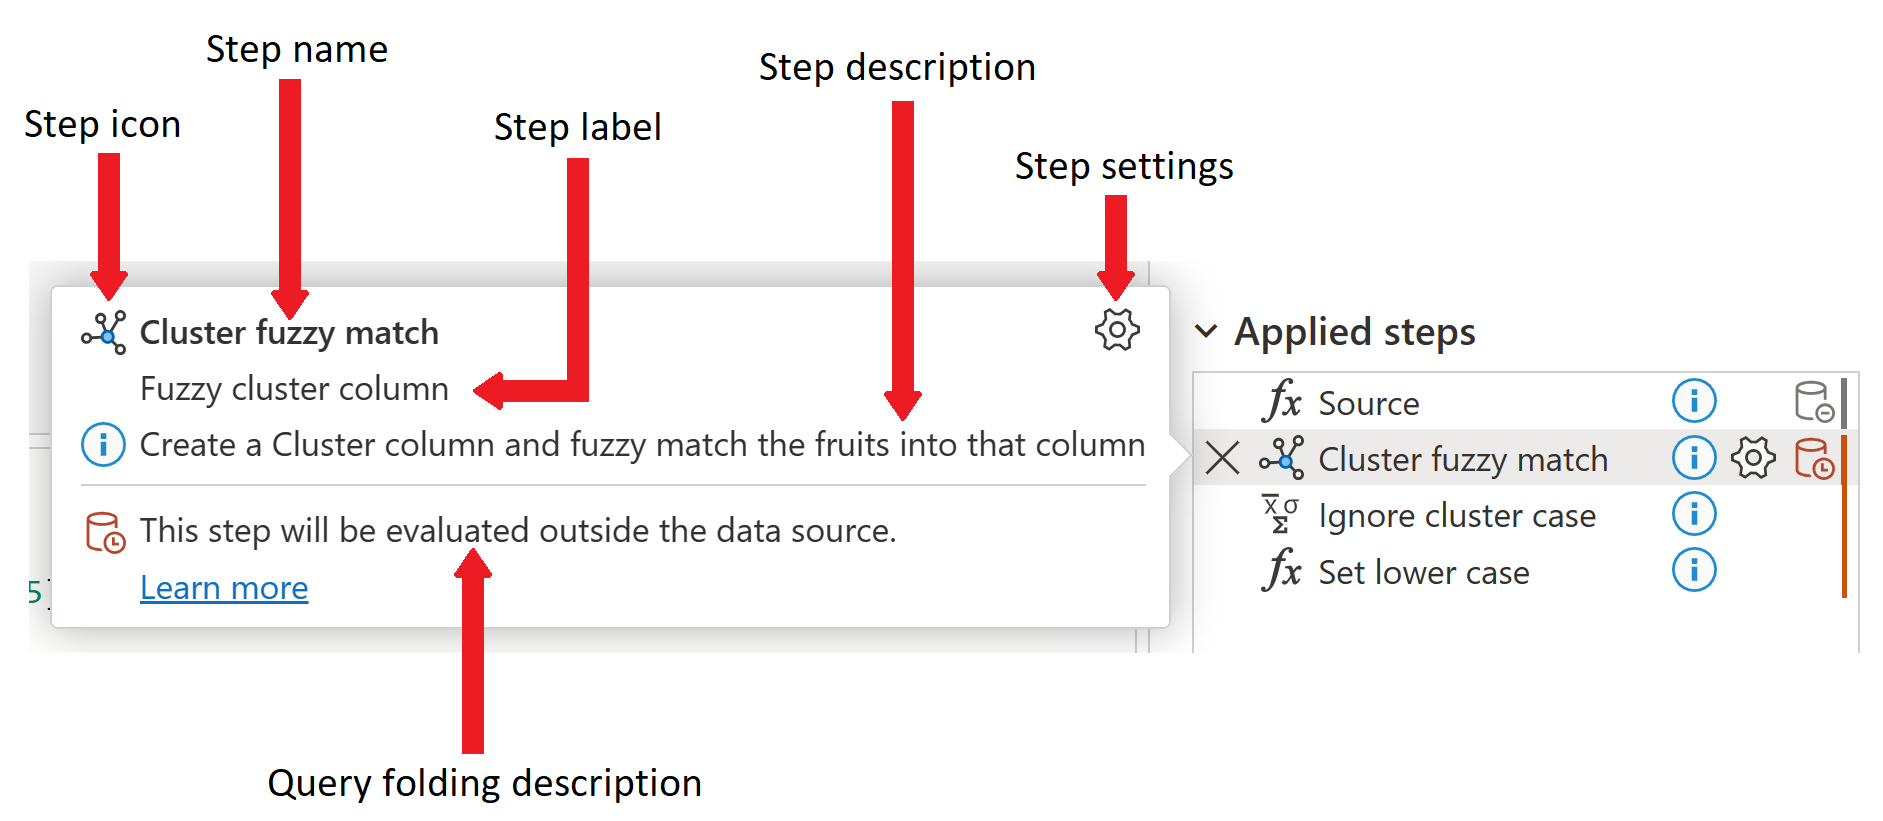 Step name
Step description
Step icon
Step label
Step settings
Cluster fuzzy match
Fuzzy cluster column
Create a Cluster column and fuzzy match the fruits into that column
This step will be evaluated outside the data source.
Learn more
5]
Applied steps
fx Source
Cluster fuzzy match
x σ Σ Ignore cluster case
fx Set lower case
Query folding description